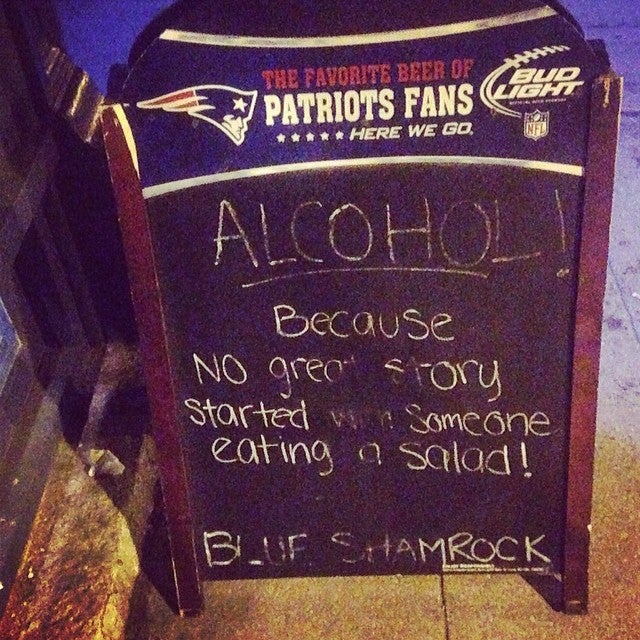 THE FAVORITE BEER OF
PATRIOTS FANS
HERE WE GO.
BUD
LIGHT
NFL
ALCOHOL!
Because
No great story
started with someone
eating a salad!
BLUE SHAMROCK